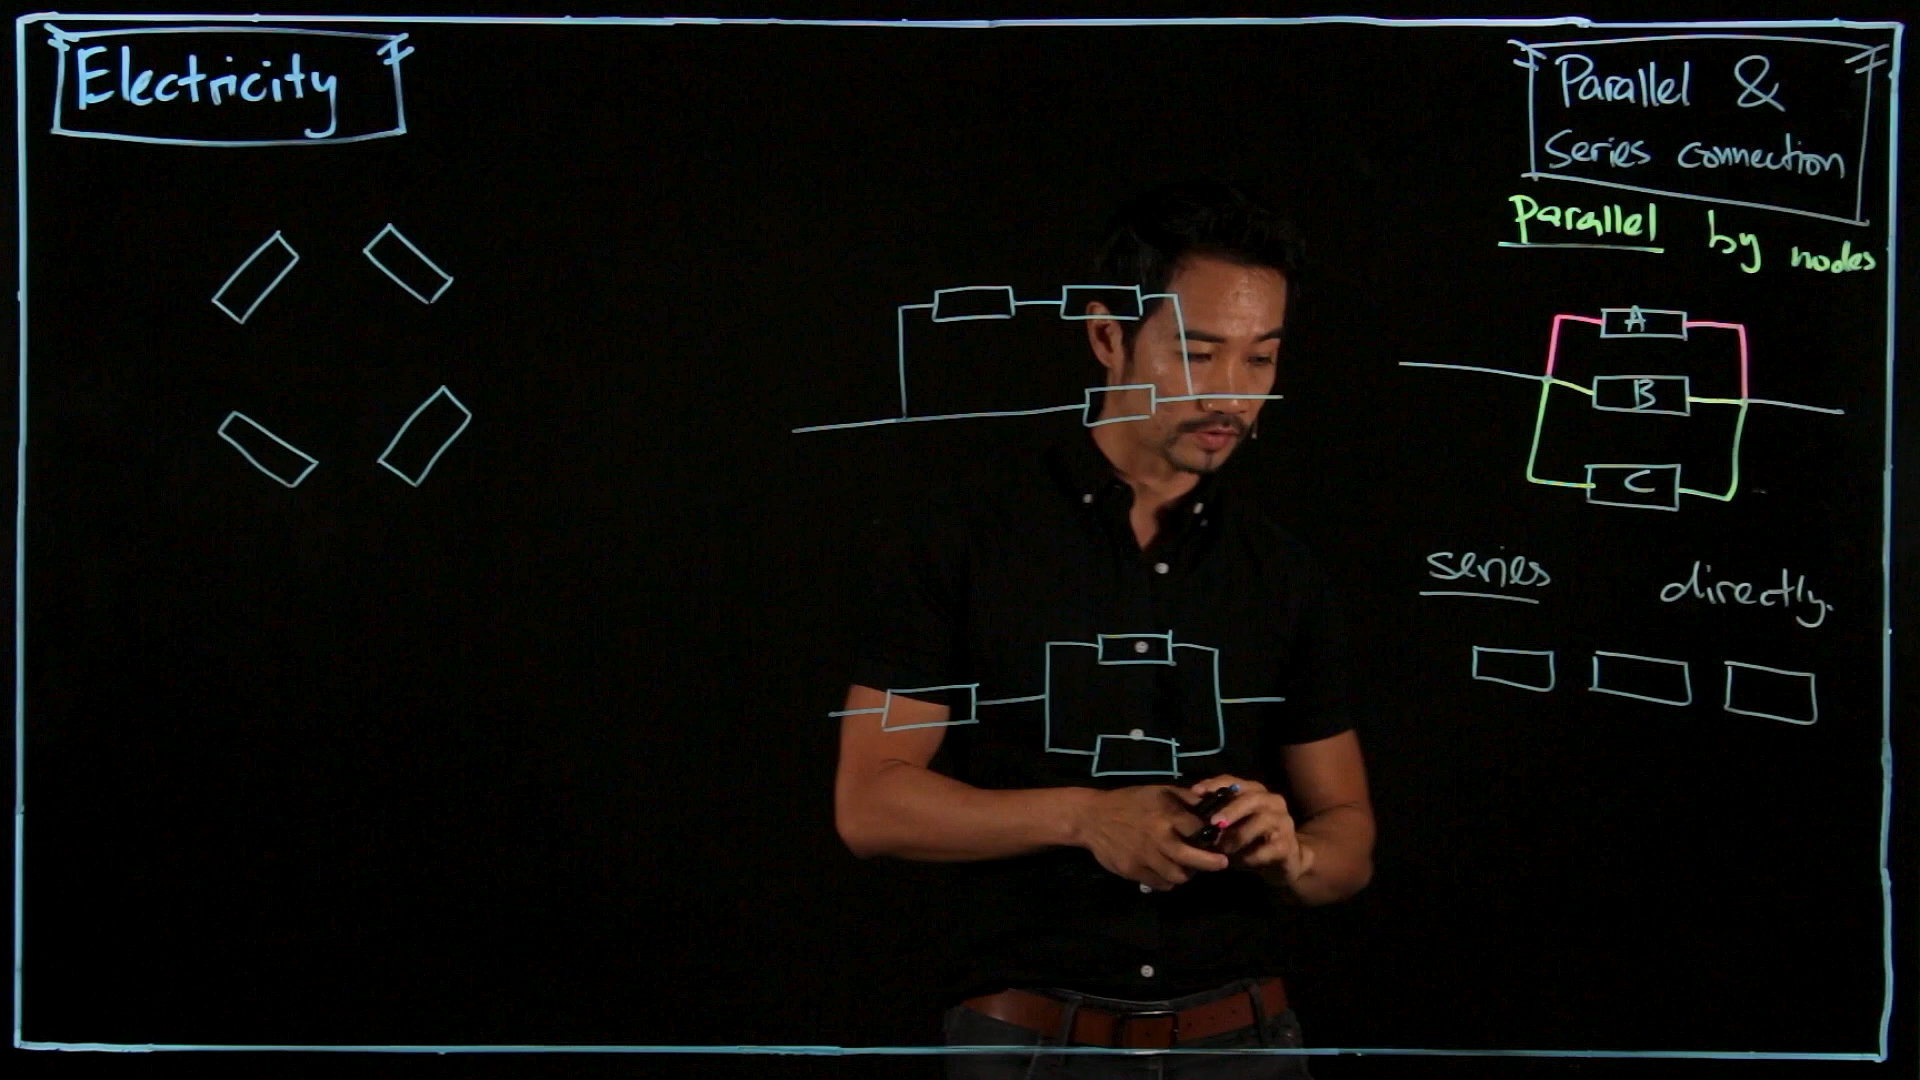 Electricity
Parallel &
Series connection
parallel by nodes
A
B
C
series directly.